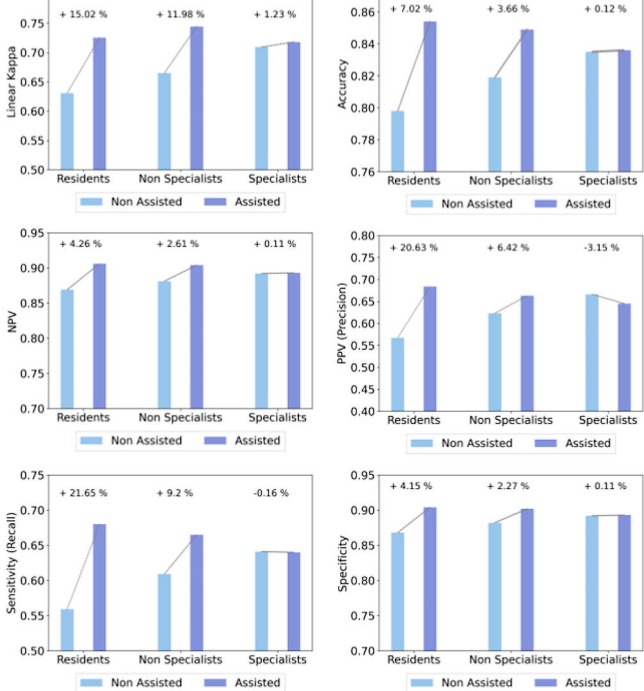 + 15.02 % + 11.98 % + 1.23 %
Linear Kappa
0.75
0.70
0.65
0.60
0.55
0.50
Residents Non Specialists Specialists
Non Assisted Assisted
+ 7.02 % + 3.66 % + 0.12 %
Accuracy
0.86
0.84
0.82
0.80
0.78
0.76
Residents Non Specialists Specialists
Non Assisted Assisted
+ 4.26 % + 2.61 % + 0.11 %
NPV
0.95
0.90
0.85
0.80
0.75
0.70
Residents Non Specialists Specialists
Non Assisted Assisted
+ 20.63 % + 6.42 % -3.15 %
PPV (Precision)
0.80
0.75
0.70
0.65
0.60
0.55
0.50
0.45
0.40
Residents Non Specialists Specialists
Non Assisted Assisted
+ 21.65 % + 9.2 % -0.16 %
Sensitivity (Recall)
0.75
0.70
0.65
0.60
0.55
0.50
Residents Non Specialists Specialists
Non Assisted Assisted
+ 4.15 % + 2.27 % + 0.11 %
Specificity
0.95
0.90
0.85
0.80
0.75
0.70
Residents Non Specialists Specialists
Non Assisted Assisted